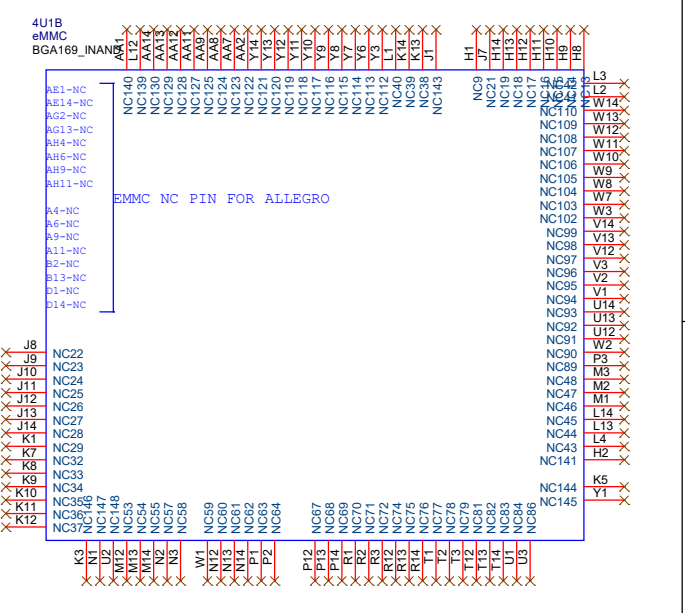 4U1B
eMMC
BGA169_INAND
AA1
L12
AA14
AA13
AA12
AA11
AA9
AA8
AA7
AA2
Y14
Y13
Y12
Y11
Y10
Y9
Y8
Y7
Y6
Y3
L1
K14
K13
J1
H1
J7
H14
H13
H12
H11
H10
H9
H8
NC140
NC139
NC130
NC129
NC128
NC127
NC125
NC124
NC123
NC122
NC121
NC120
NC119
NC118
NC117
NC116
NC115
NC114
NC113
NC112
NC40
NC39
NC38
NC143
NC9
NC21
NC19
NC18
NC17
NC16
AE1-NC
AE14-NC
AG2-NC
AG13-NC
AH4-NC
AH6-NC
AH9-NC
AH11-NC
EMMC NC PIN FOR ALLEGRO
A4-NC
A6-NC
A9-NC
A11-NC
B2-NC
B13-NC
D1-NC
D14-NC
L3
L2
NC110 W14
NC109 W13
NC108 W12
NC107 W11
NC106 W10
NC105 W9
NC104 W8
NC103 W7
NC102 W3
NC99 V14
NC98 V13
NC97 V12
NC96 V3
NC95 V2
NC94 V1
NC93 U14
NC92 U13
NC91 U12
NC90 W2
NC89 P3
NC48 M3
NC47 M2
NC46 M1
NC45 L14
NC44 L13
NC43 L4
NC141 H2
NC144 K5
NC145 Y1
J8 NC22
J9 NC23
J10 NC24
J11 NC25
J12 NC26
J13 NC27
J14 NC28
K1 NC29
K7 NC32
K8 NC33
K9 NC34
K10 NC35
K11 NC36
K12 NC37
NC146
NC147
NC148
NC53
NC54
NC55
NC57
NC58
NC59
NC60
NC61
NC62
NC63
NC64
NC67
NC68
NC69
NC70
NC71
NC72
NC74
NC75
NC76
NC77
NC78
NC79
NC81
NC82
NC83
NC84
NC86
K3
N1
U2
M12
M13
M14
N2
N3
W1
N12
N13
N14
P1
P2
P12
P13
P14
R1
R2
R3
R12
R13
R14
T1
T2
T3
T12
T13
T14
U1
U3